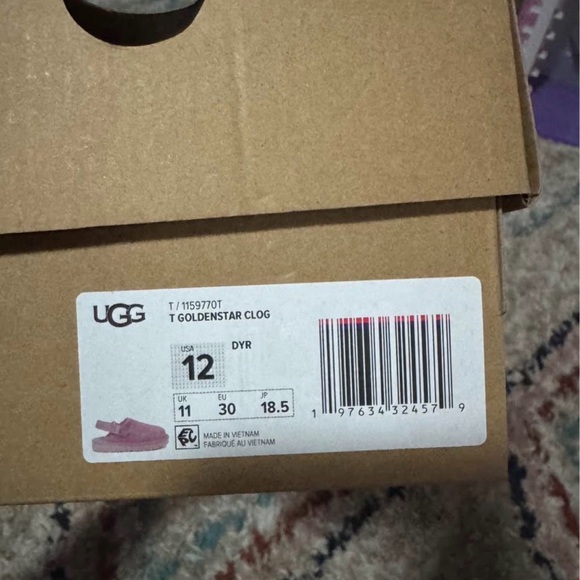 UGG
T / 1159770T
T GOLDENSTAR CLOG
USA
12
DYR
UK EU JP
11 30 18.5
MADE IN VIETNAM
FABRIQUÉ AU VIETNAM
1 97634 32457 9